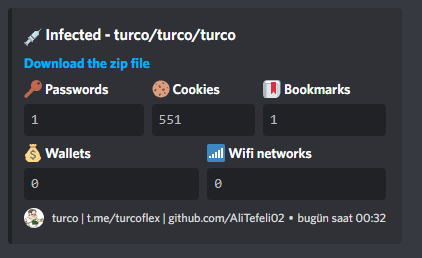 Infected - turco/turco/turco
Download the zip file
Passwords Cookies Bookmarks
1 551 1
Wallets Wifi networks
0 0
turco | t.me/turcoflex | github.com/AliTefeli02 • bugün saat 00:32